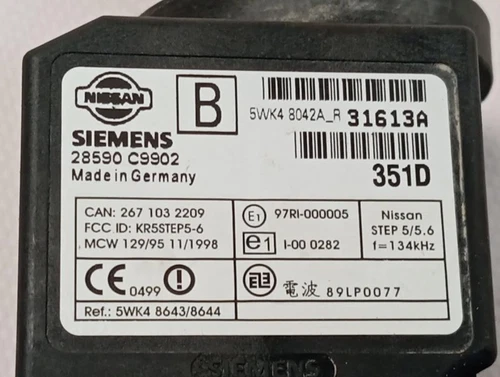 NISSAN
B
5WK4 8042A_R 31613A
SIEMENS
28590 C9902
Made in Germany
351D
CAN: 267 103 2209
FCC ID: KR5STEP5-6
MCW 129/95 11/1998
E1 97RI-000005
e1 I-00 0282
Nissan
STEP 5/5.6
f=134kHz
CE 0499 !
電波 89LP0077
Ref.: 5WK4 8643/8644
SIEMENS